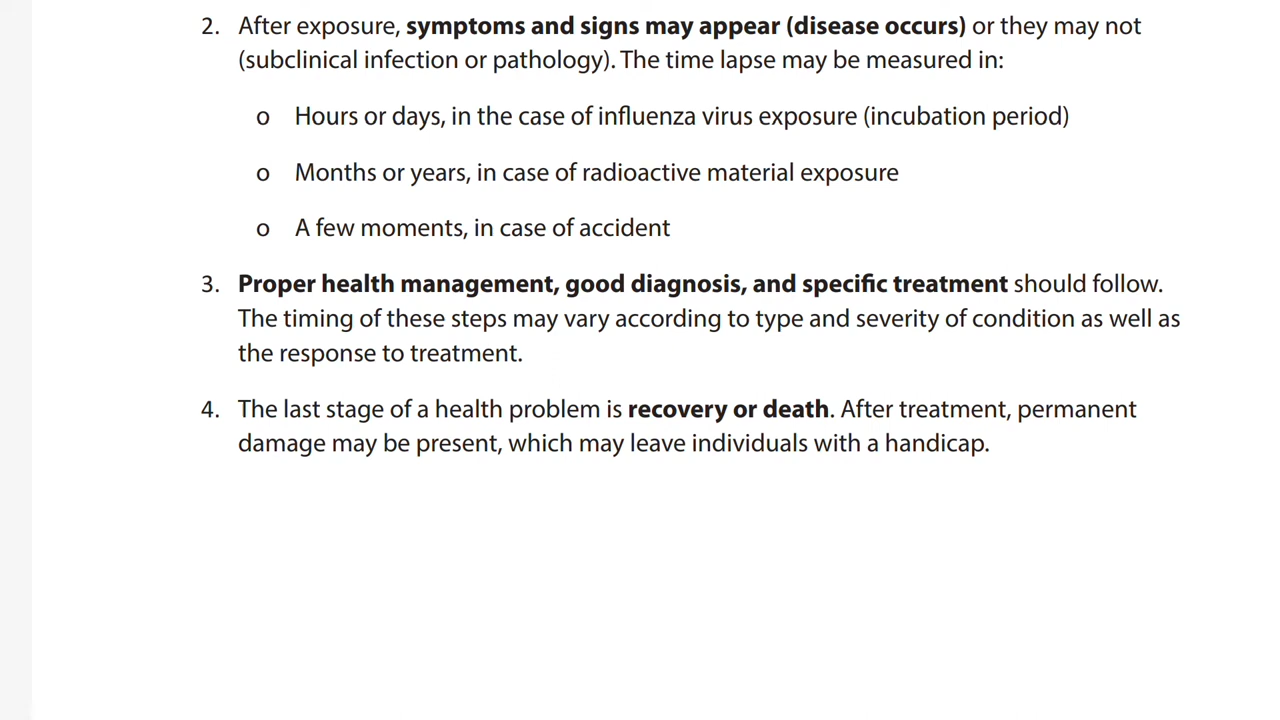 2. After exposure, symptoms and signs may appear (disease occurs) or they may not
(subclinical infection or pathology). The time lapse may be measured in:
o Hours or days, in the case of influenza virus exposure (incubation period)
o Months or years, in case of radioactive material exposure
o A few moments, in case of accident
3. Proper health management, good diagnosis, and specific treatment should follow.
The timing of these steps may vary according to type and severity of condition as well as
the response to treatment.
4. The last stage of a health problem is recovery or death. After treatment, permanent
damage may be present, which may leave individuals with a handicap.